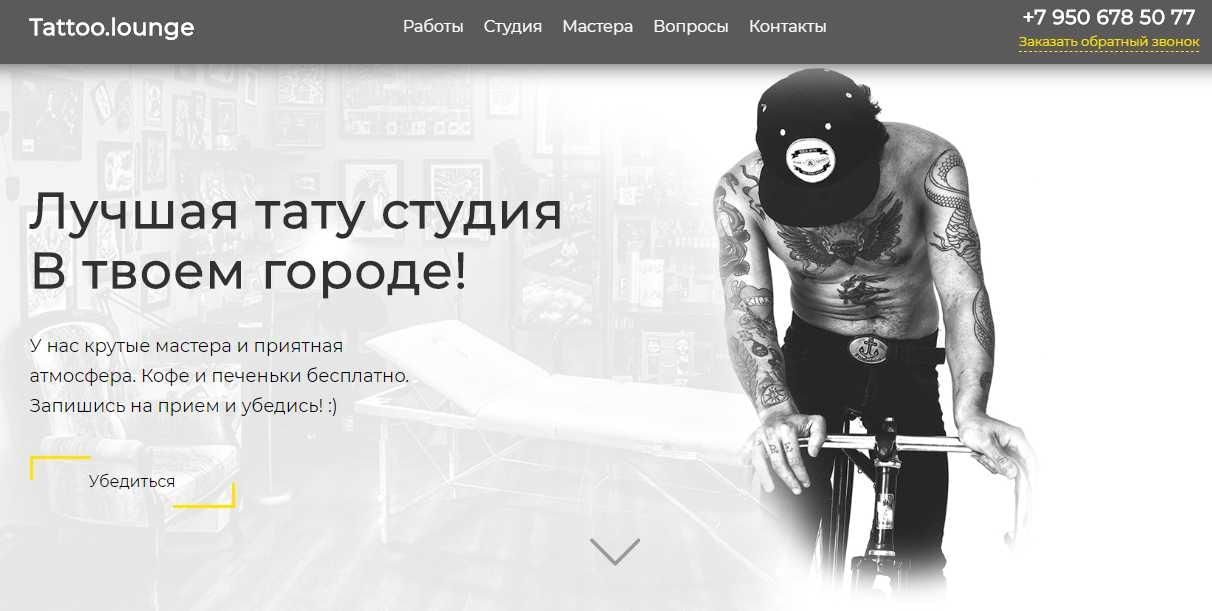 Tattoo.lounge
Работы Студия Мастера Вопросы Контакты
+7 950 678 50 77
Заказать обратный звонок
Лучшая тату студия
В твоем городе!
У нас крутые мастера и приятная
атмосфера. Кофе и печеньки бесплатно.
Запишись на прием и убедись! :)
Убедиться